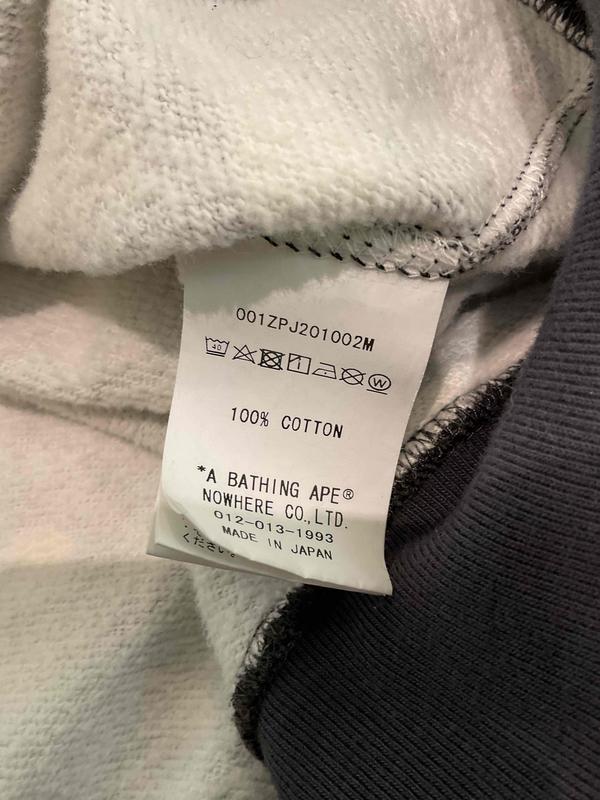 001ZPJ201002M
40
W
100% COTTON
*A BATHING APE®
NOWHERE CO.,LTD.
012-013-1993
MADE IN JAPAN
ください。